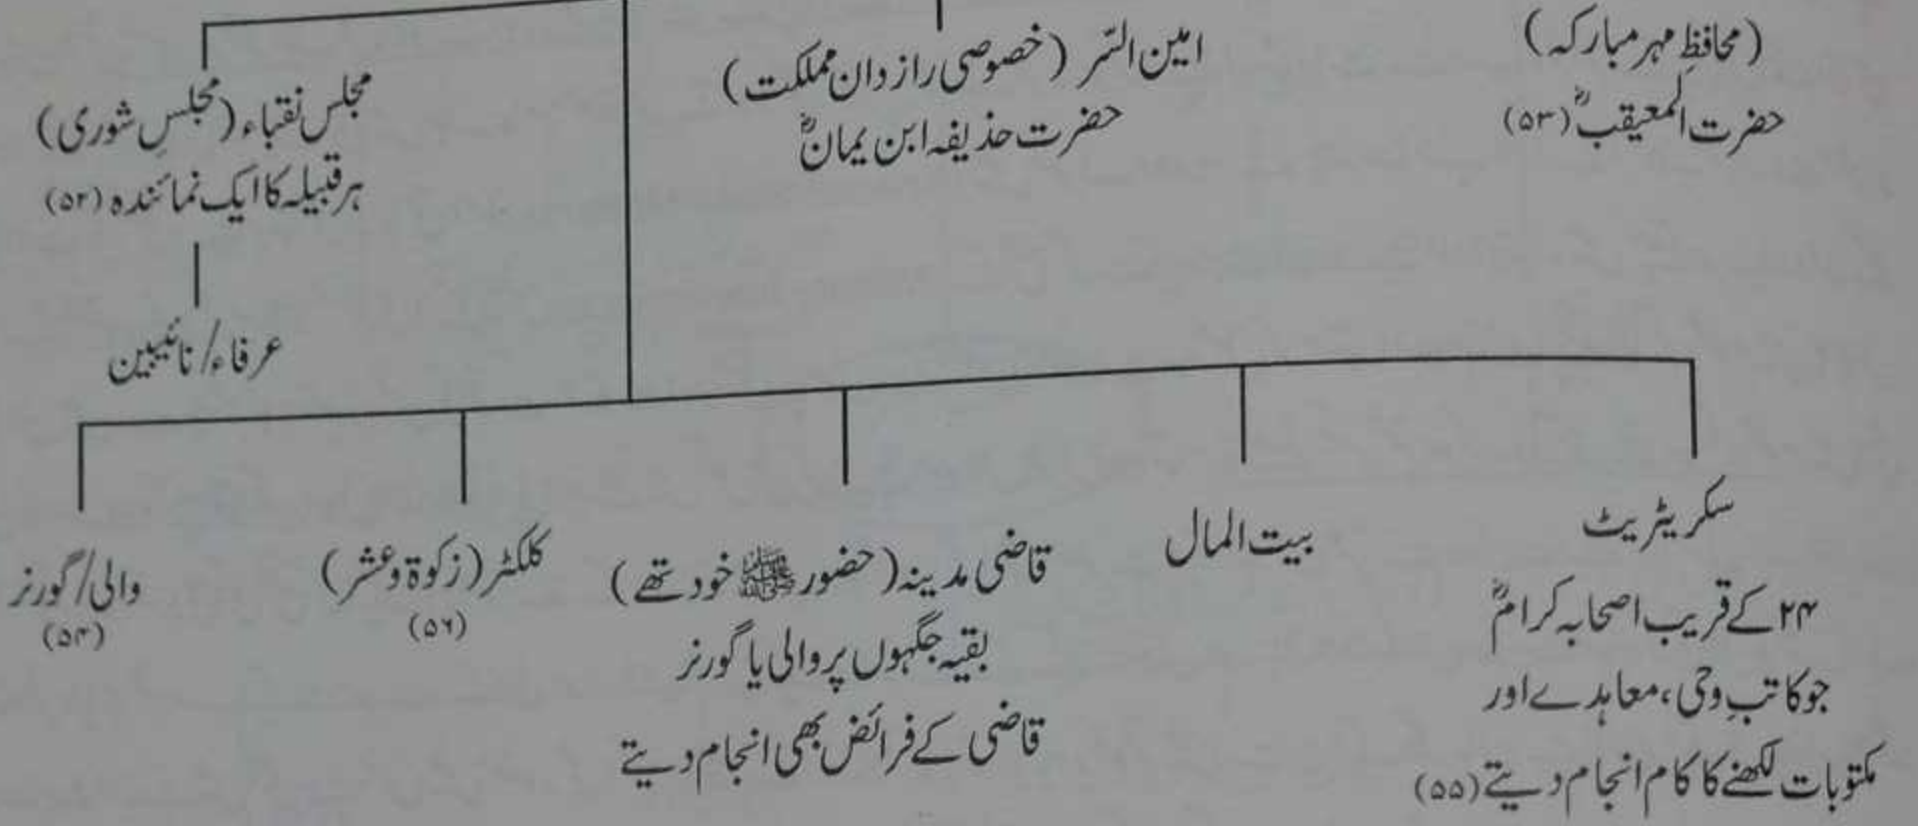 (محافظِ مہر مبارکہ)
حضرت المعیقبؓ (۵۳)
امین السّر (خصوصی رازدان مملکت)
حضرت حذیفہ ابن یمانؓ
مجلس نقباء (مجلسِ شوری)
ہر قبیلہ کا ایک نمائندہ (۵۲)
عرفاء/نائیبین
سکریٹریٹ
۲۴ کے قریب اصحابہ کرامؓ
جو کاتبِ وحی، معاہدے اور
مکتوبات لکھنے کا کام انجام دیتے (۵۵)
بیت المال
قاضی مدینہ (حضور ﷺ خود تھے)
بقیہ جگہوں پر والی یا گورنر
قاضی کے فرائض بھی انجام دیتے
کلکٹر (زکوۃ وعشر)
(۵۶)
والی/گورنر
(۵۴)